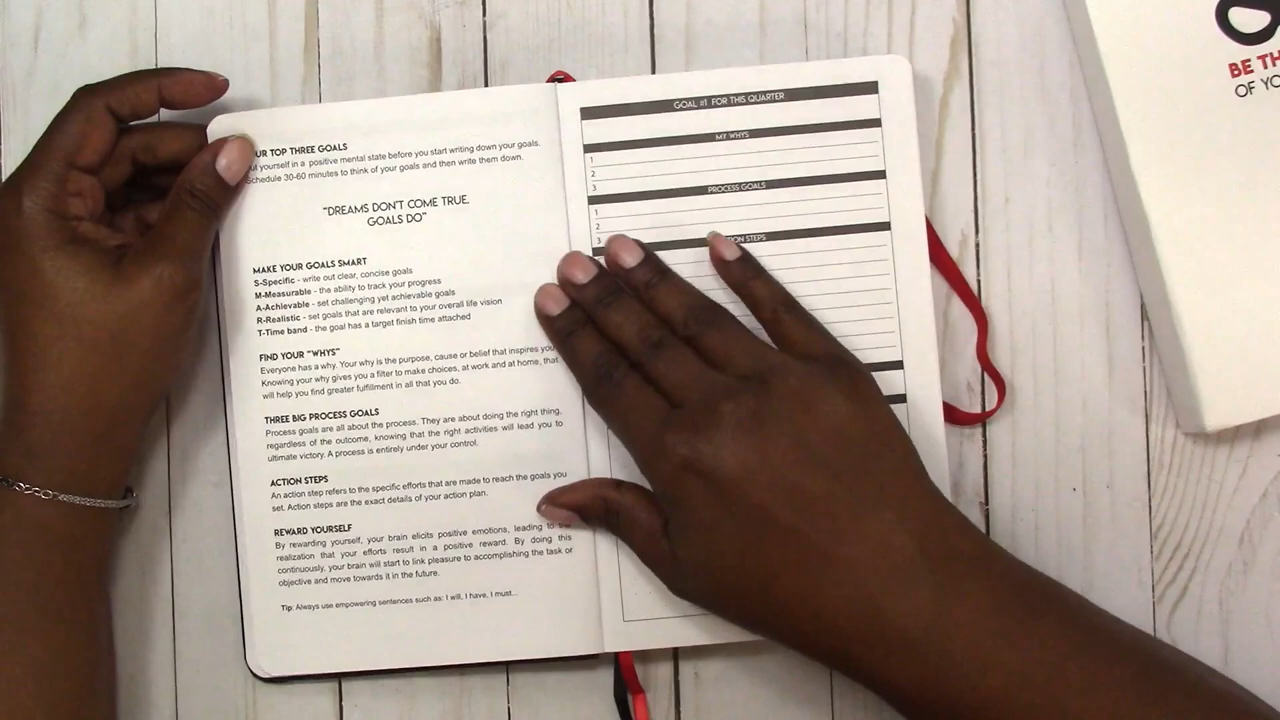 UR TOP THREE GOALS
ut yourself in a positive mental state before you start writing down your goals.
Schedule 30-60 minutes to think of your goals and then write them down.
"DREAMS DON'T COME TRUE,
GOALS DO"
MAKE YOUR GOALS SMART
S-Specific - write out clear, concise goals
M-Measurable - the ability to track your progress
A-Achievable - set challenging yet achievable goals
R-Realistic - set goals that are relevant to your overall life vision
T-Time band - the goal has a target finish time attached
FIND YOUR "WHYS"
Everyone has a why. Your why is the purpose, cause or belief that inspires you.
Knowing your why gives you a filter to make choices, at work and at home, that
will help you find greater fulfillment in all that you do.
THREE BIG PROCESS GOALS
Process goals are all about the process. They are about doing the right thing,
regardless of the outcome, knowing that the right activities will lead you to
ultimate victory. A process is entirely under your control.
ACTION STEPS
An action step refers to the specific efforts that are made to reach the goals you
set. Action steps are the exact details of your action plan.
REWARD YOURSELF
By rewarding yourself, your brain elicits positive emotions, leading to the
realization that your efforts result in a positive reward. By doing this
continuously, your brain will start to link pleasure to accomplishing the task or
objective and move towards it in the future.
Tip: Always use empowering sentences such as: I will, I have, I must...
GOAL #1 FOR THIS QUARTER
MY WHYS
1
2
3
PROCESS GOALS
1
2
3
ION STEPS
BE TH
OF YO